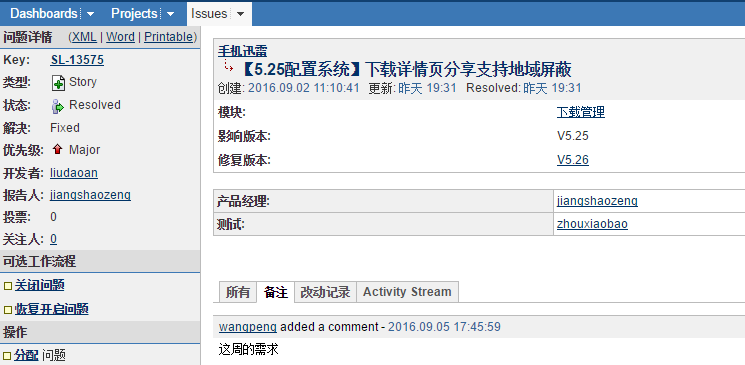 Dashboards Projects Issues
问题详情 (XML | Word | Printable)
Key: SL-13575
类型: Story
状态: Resolved
解决: Fixed
优先级: Major
开发者: liudaoan
报告人: jiangshaozeng
投票: 0
关注人: 0
可选工作流程
关闭问题
恢复开启问题
操作
分配 问题
手机迅雷
【5.25配置系统】下载详情页分享支持地域屏蔽
创建: 2016.09.02 11:10:41 更新: 昨天 19:31 Resolved: 昨天 19:31
模块: 下载管理
影响版本: V5.25
修复版本: V5.26
产品经理: jiangshaozeng
测试: zhouxiaobao
所有 备注 改动记录 Activity Stream
wangpeng added a comment - 2016.09.05 17:45:59
这周的需求